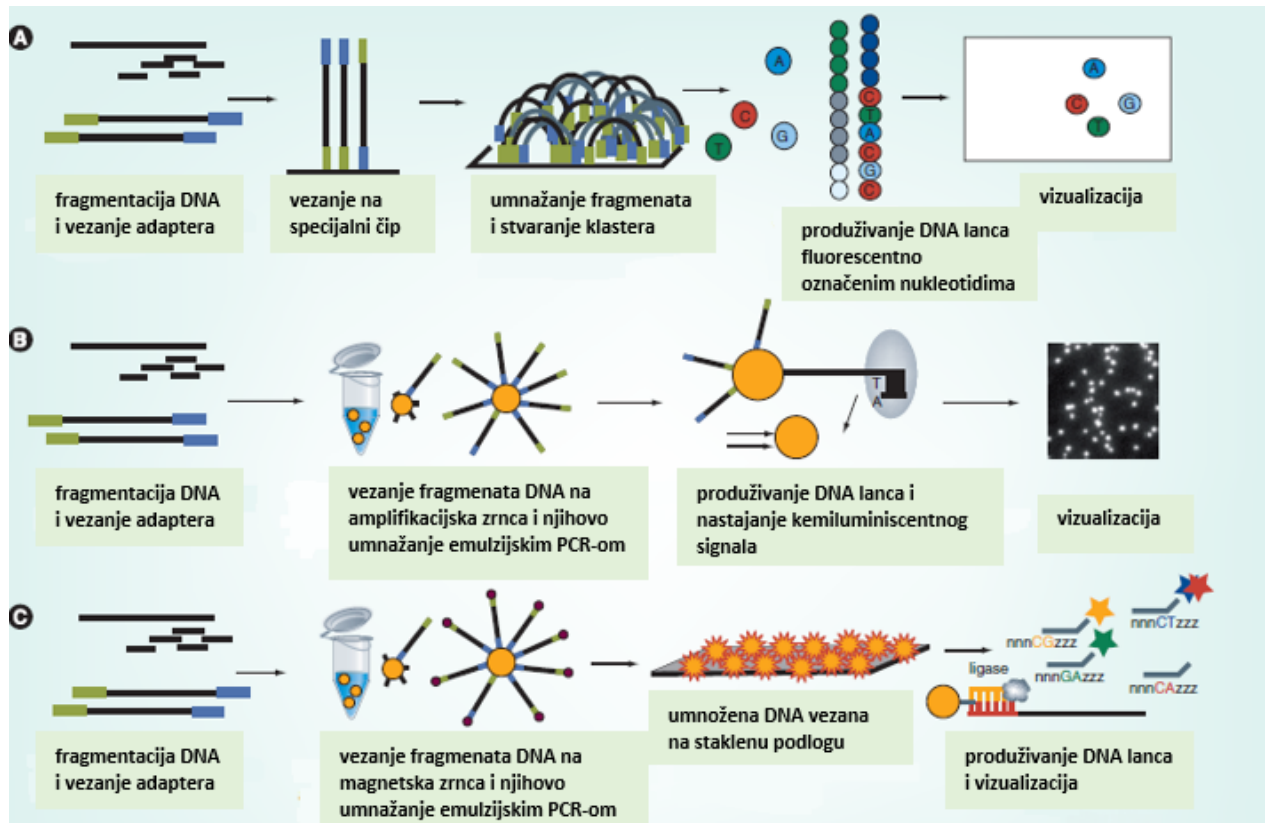 A
A
C
G
T
C
T
A
C
G
C
A
C
G
T
fragmentacija DNA
i vezanje adaptera
vezanje na
specijalni čip
umnažanje fragmenata
i stvaranje klastera
produživanje DNA lanca
fluorescentno
označenim nukleotidima
vizualizacija
B
T
A
fragmentacija DNA
i vezanje adaptera
vezanje fragmenata DNA na
amplifikacijska zrnca i njihovo
umnažanje emulzijskim PCR-om
produživanje DNA lanca i
nastajanje kemiluminiscentnog
signala
vizualizacija
C
nnnCGzzz
nnnCTzzz
ligase
nnnGAzzz
nnnCAzzz
fragmentacija DNA
i vezanje adaptera
vezanje fragmenata DNA na
magnetska zrnca i njihovo
umnažanje emulzijskim PCR-om
umnožena DNA vezana
na staklenu podlogu
produživanje DNA lanca
i vizualizacija